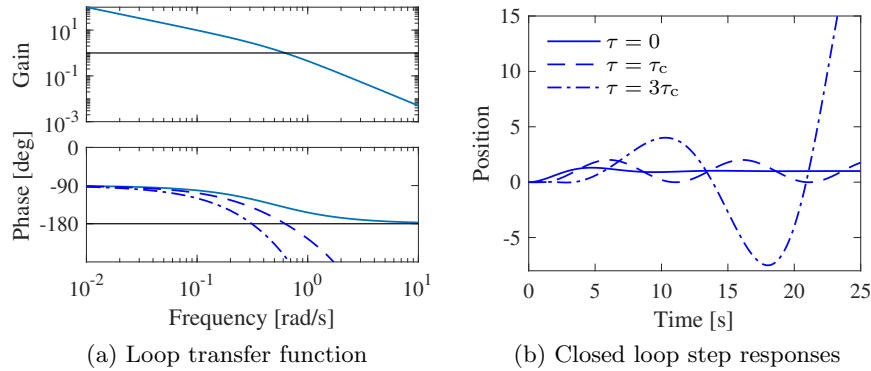 Gain
10^1
10^-1
10^-3
Phase [deg]
0
-90
-180
10^-2
10^-1
10^0
10^1
Frequency [rad/s]
(a) Loop transfer function
Position
15
10
5
0
-5
τ = 0
τ = τc
τ = 3τc
0
5
10
15
20
25
Time [s]
(b) Closed loop step responses